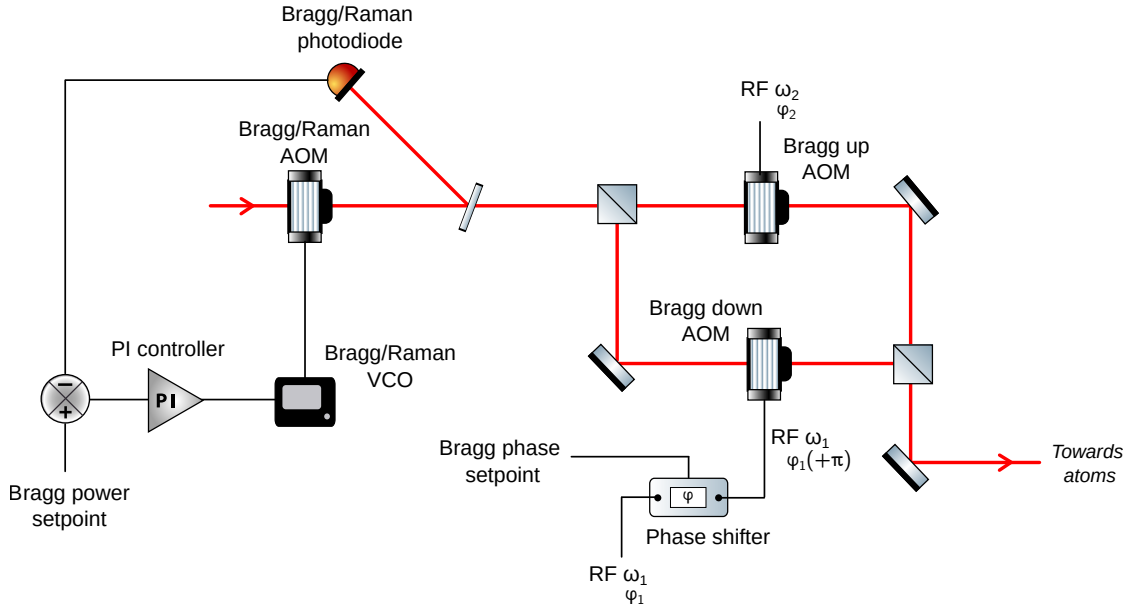 Bragg/Raman
photodiode
RF ω2
φ2
Bragg/Raman
AOM
Bragg up
AOM
Bragg down
AOM
PI controller
Bragg/Raman
VCO
−
+
PI
RF ω1
φ1(+π)
Bragg phase
setpoint
Towards
atoms
Bragg power
setpoint
φ
Phase shifter
RF ω1
φ1